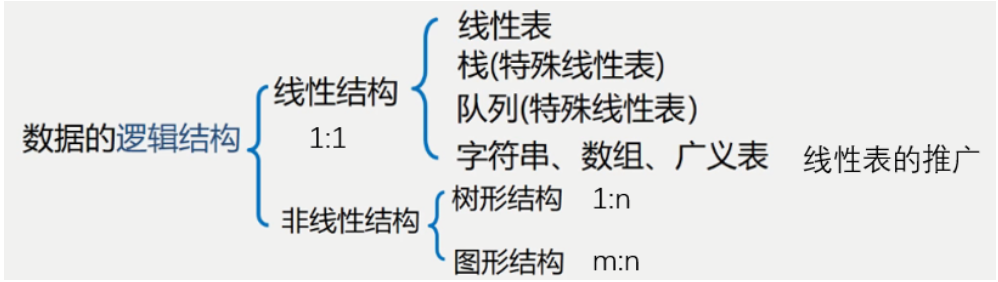 线性表
栈(特殊线性表)
线性结构
队列(特殊线性表）
数据的逻辑结构
1:1
字符串、数组、广义表 线性表的推广
树形结构 1:n
非线性结构
图形结构 m:n